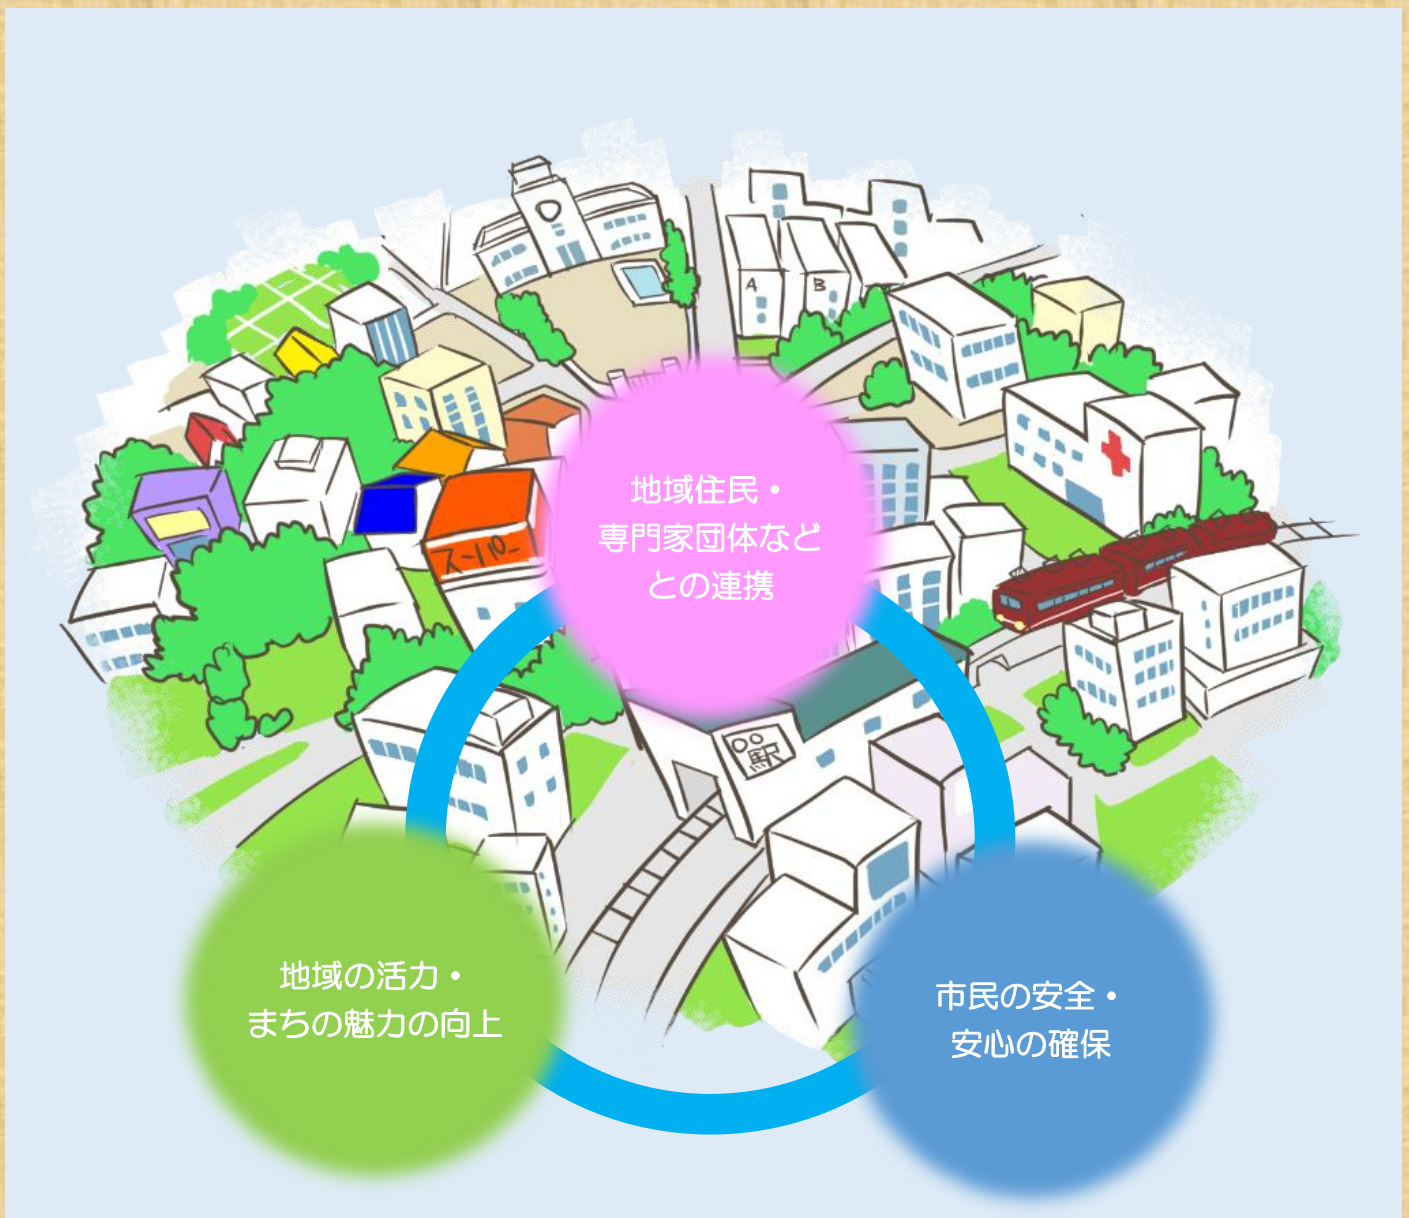 A
B
スーパー
地域住民・
専門家団体など
との連携
〇〇駅
地域の活力・
まちの魅力の向上
市民の安全・
安心の確保